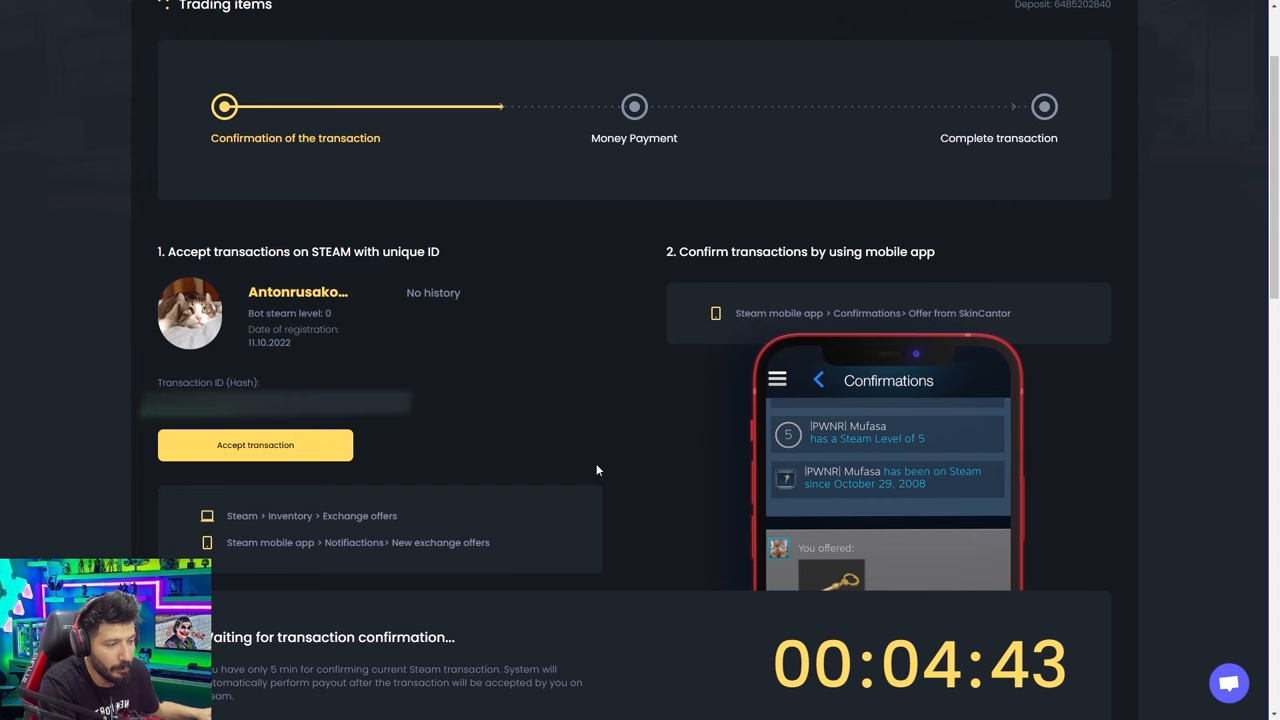 Trading items
Deposit: 6485202840
Confirmation of the transaction
Money Payment
Complete transaction
1. Accept transactions on STEAM with unique ID
Antonrusako...
No history
Bot steam level: 0
Date of registration:
11.10.2022
Transaction ID (Hash):
Accept transaction
Steam > Inventory > Exchange offers
Steam mobile app > Notifiactions> New exchange offers
2. Confirm transactions by using mobile app
Steam mobile app > Confirmations> Offer from SkinCantor
Confirmations
5
|PWNR| Mufasa
has a Steam Level of 5
|PWNR| Mufasa has been on Steam
since October 29, 2008
You offered:
aiting for transaction confirmation...
have only 5 min for confirming current Steam transaction. System will
perform payout after the transaction will be accepted by you on
00:04:43